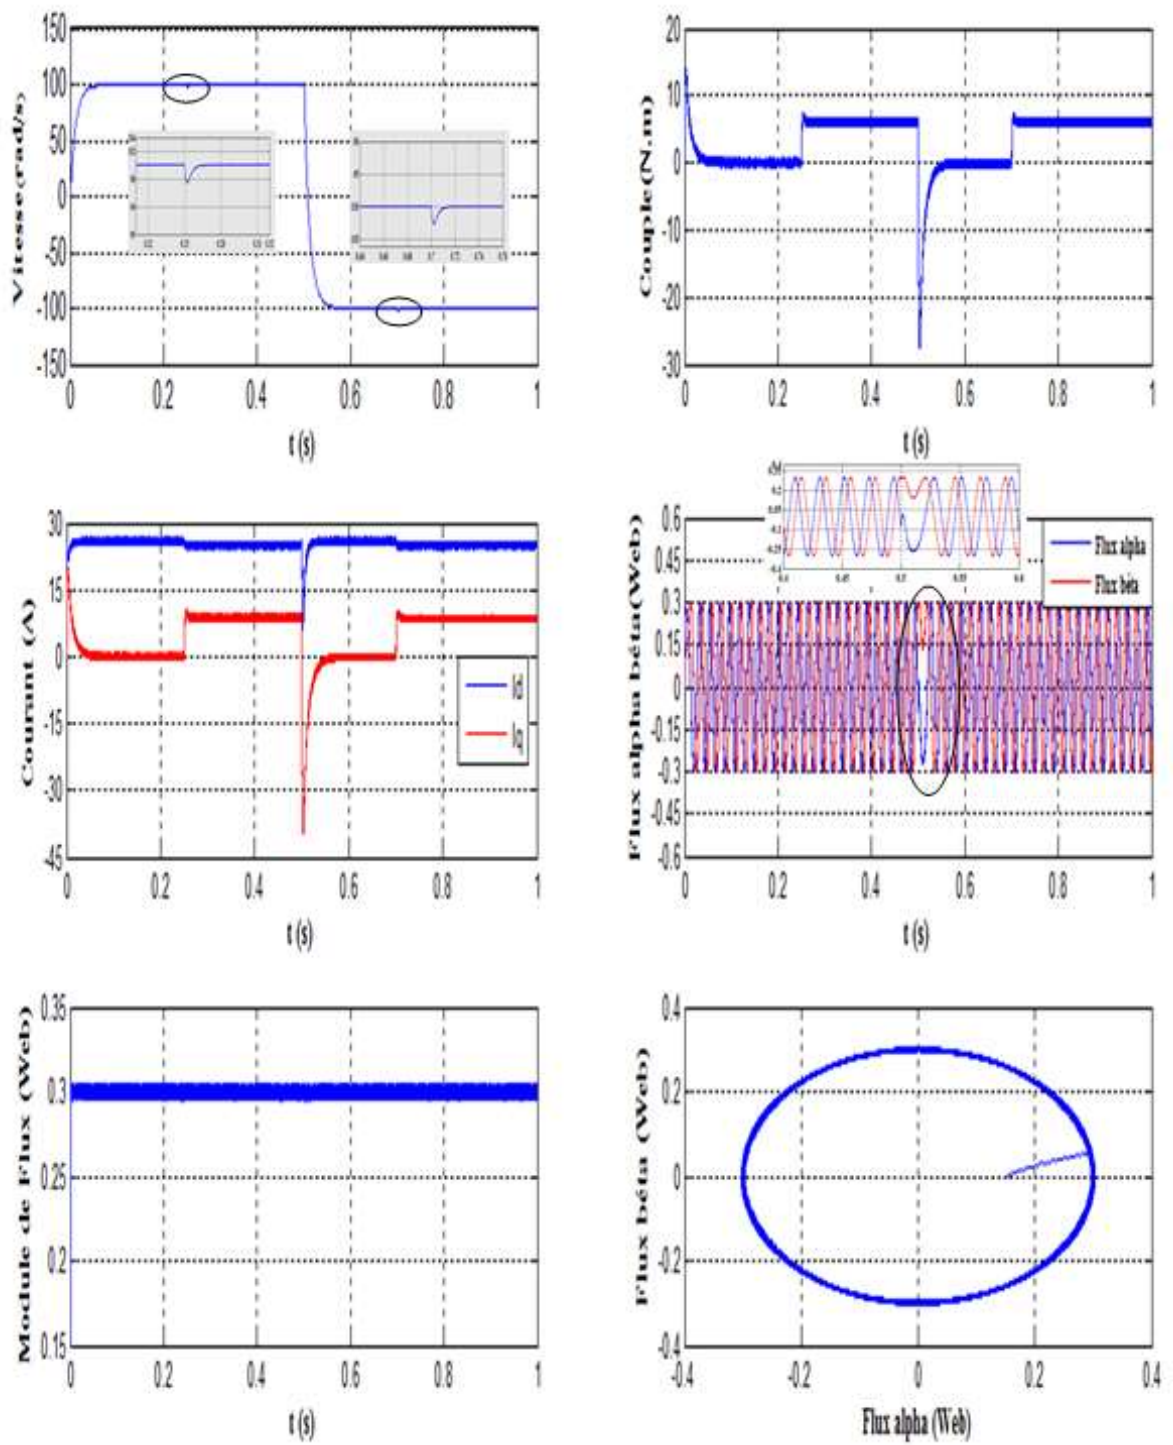 Vitesse(rad/s)
150
100
50
0
-50
-100
-150
0 0.2 0.4 0.6 0.8 1
t (s)
Couple(N.m)
20
10
0
-10
-20
-30
0 0.2 0.4 0.6 0.8 1
t (s)
Courant (A)
30
15
0
-15
-30
-45
0 0.2 0.4 0.6 0.8 1
t (s)
Flux alpha béta(Web)
0.6
0.45
0.3
0.15
0
-0.15
-0.3
-0.45
-0.6
Flux alpha
Flux béta
0 0.2 0.4 0.6 0.8 1
t (s)
Module de Flux (Web)
0.35
0.3
0.25
0.2
0.15
0 0.2 0.4 0.6 0.8 1
t (s)
Flux béta (Web)
0.4
0.2
0
-0.2
-0.4
-0.4 -0.2 0 0.2 0.4
Flux alpha (Web)